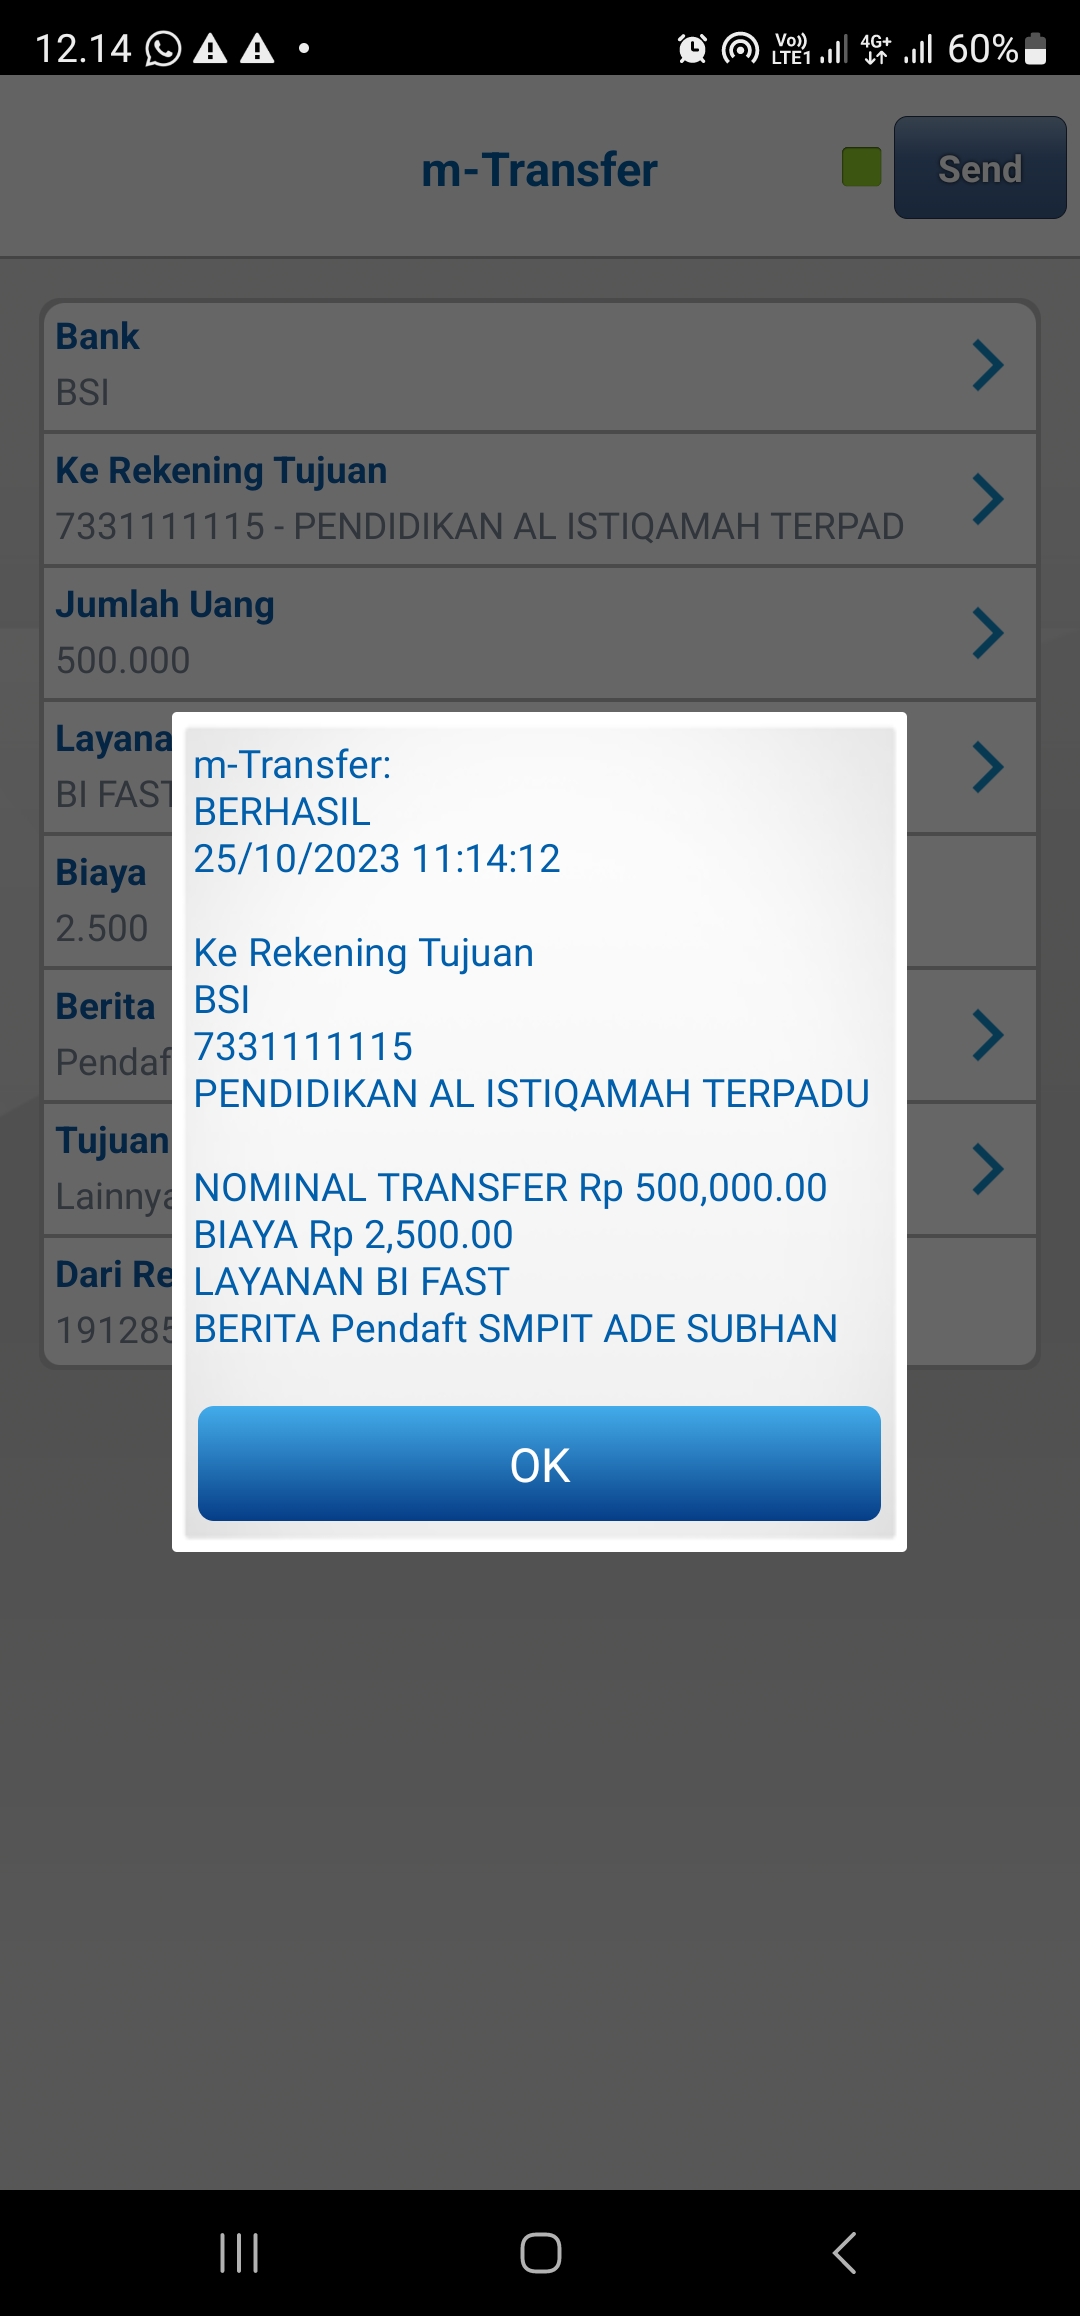 12.14
Vo)) LTE1 4G+ 60%
m-Transfer
Send
Bank
BSI
Ke Rekening Tujuan
7331111115 - PENDIDIKAN AL ISTIQAMAH TERPAD
Jumlah Uang
500.000
Layana
BI FAST
Biaya
2.500
Berita
Pendaf
Tujuan
Lainnya
Dari Re
191285
m-Transfer:
BERHASIL
25/10/2023 11:14:12
Ke Rekening Tujuan
BSI
7331111115
PENDIDIKAN AL ISTIQAMAH TERPADU
NOMINAL TRANSFER Rp 500,000.00
BIAYA Rp 2,500.00
LAYANAN BI FAST
BERITA Pendaft SMPIT ADE SUBHAN
OK